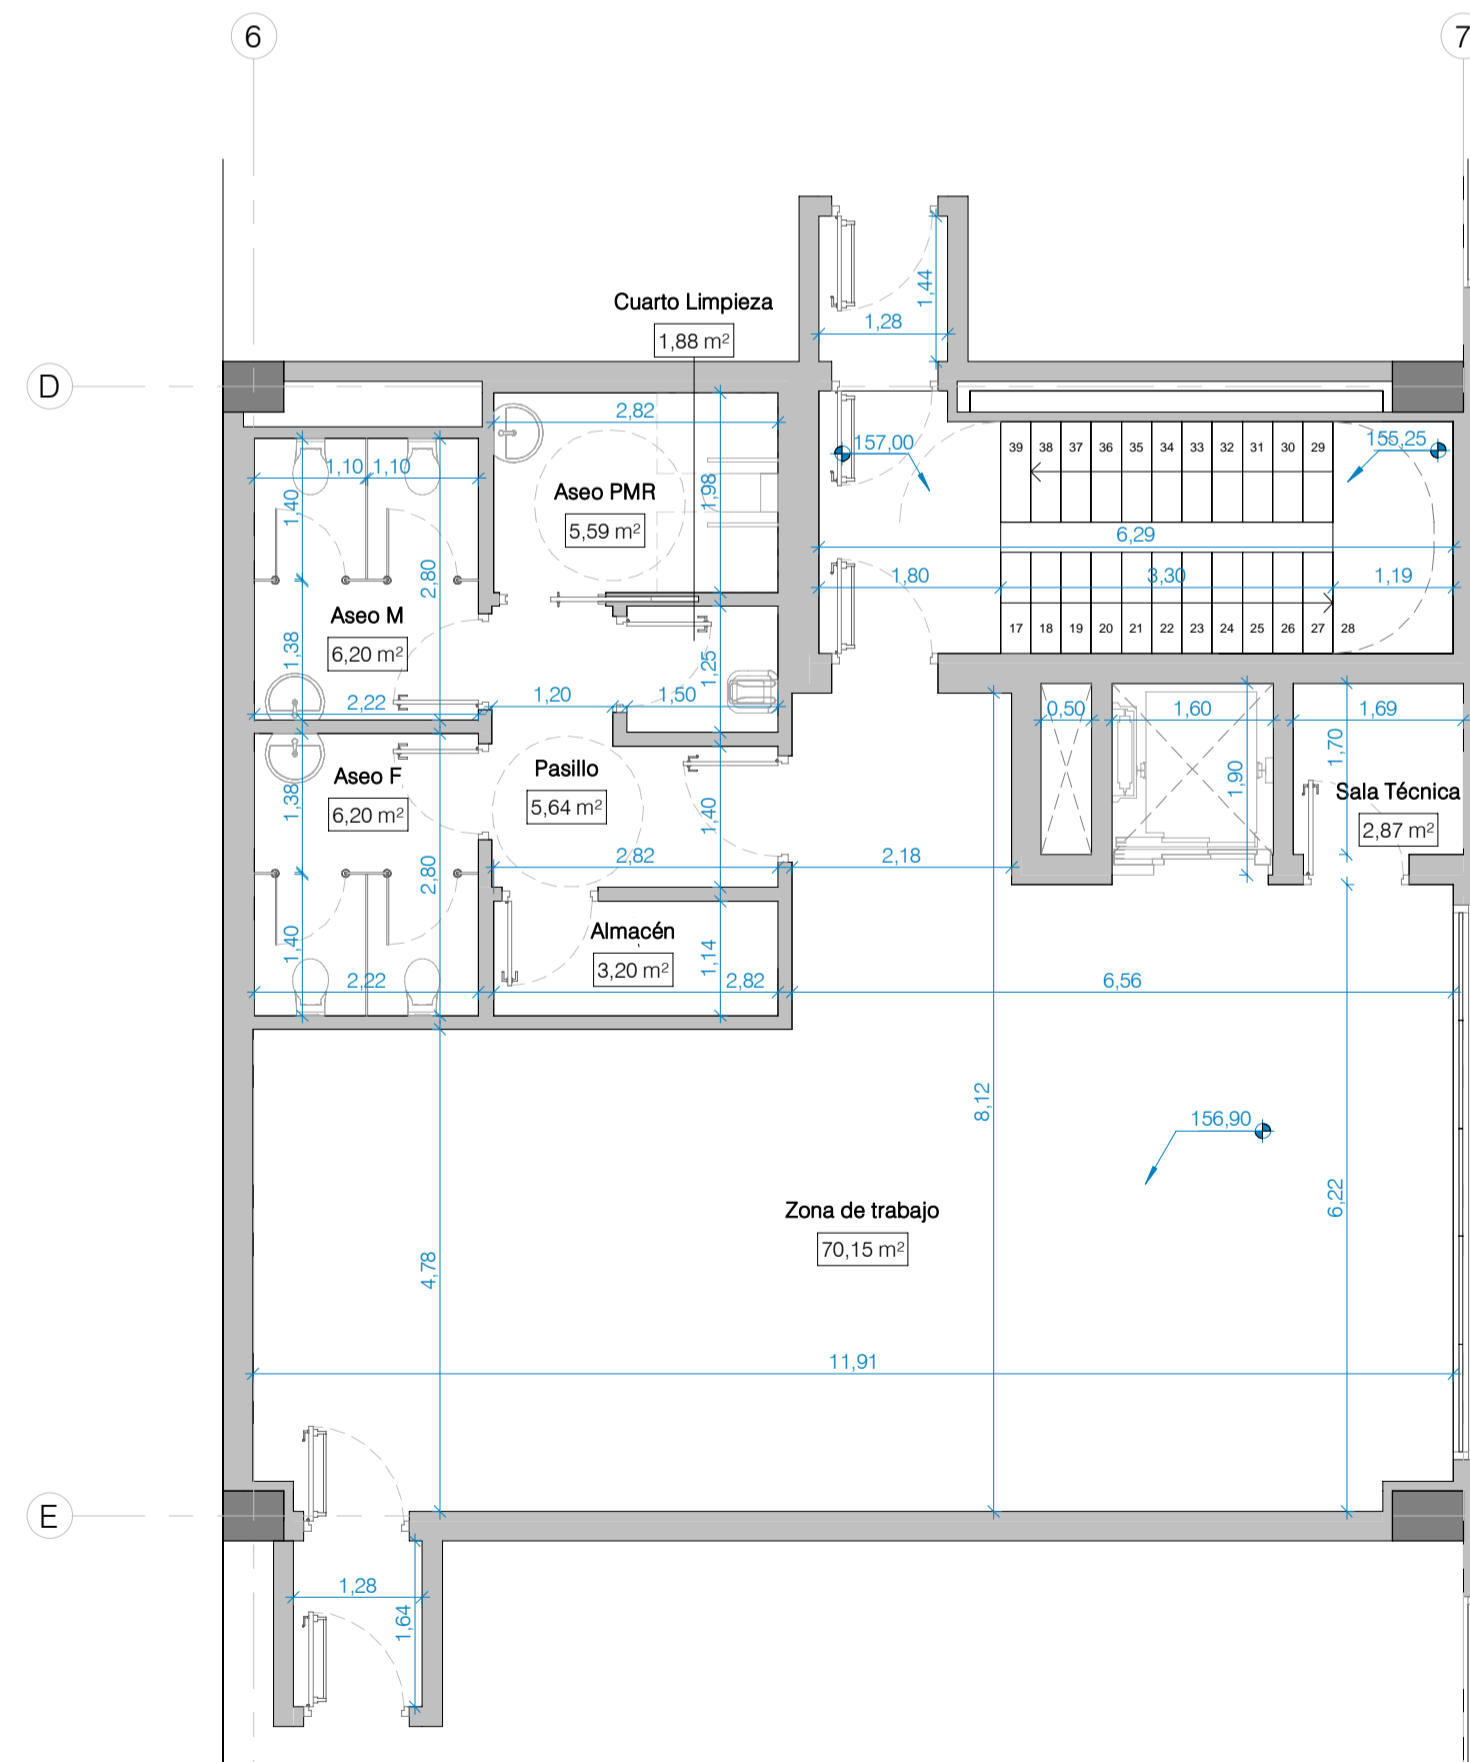 6
7
1,44
Cuarto Limpieza
1,88 m²
1,28
D
2,82
157,00
39 38 37 36 35 34 33 32 31 30 29
155,25
1,10 1,10
1,40
1,98
Aseo PMR
5,59 m²
6,29
2,80
1,80
3,30
1,19
Aseo M
6,20 m²
17 18 19 20 21 22 23 24 25 26 27 28
1,38
1,25
2,22
1,20
1,50
0,50
1,60
1,69
1,70
Aseo F
6,20 m²
Pasillo
5,64 m²
1,90
Sala Técnica
2,87 m²
1,38
1,40
2,80
2,82
2,18
Almacén
3,20 m²
1,40
1,14
2,22
2,82
6,56
8,12
156,90
6,22
Zona de trabajo
70,15 m²
4,78
11,91
E
1,28
1,64